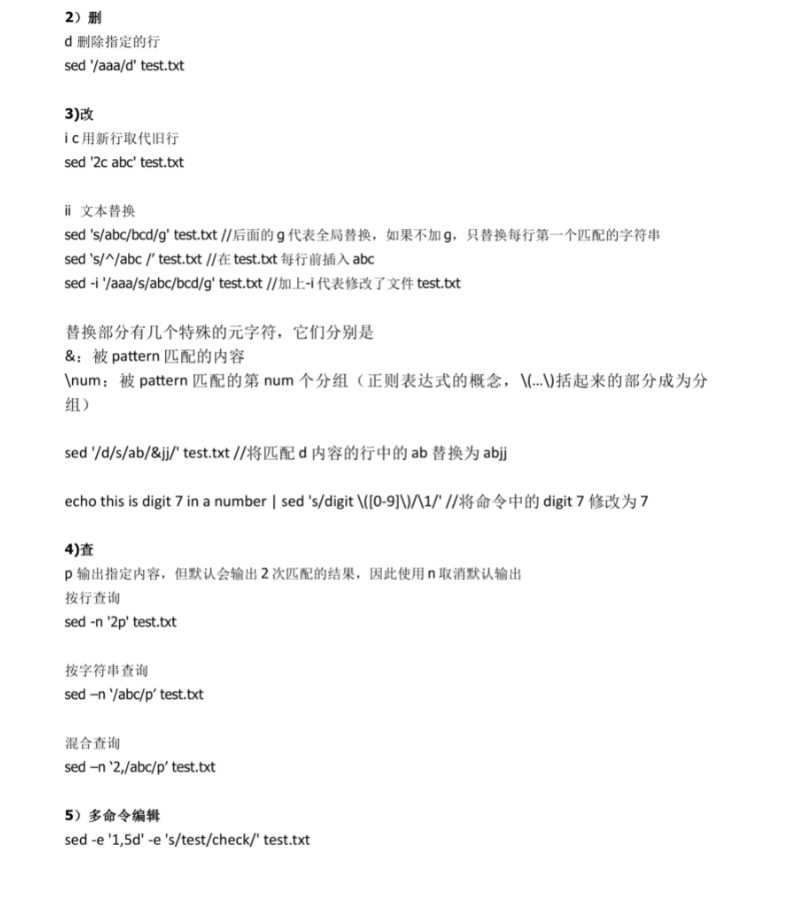 2）删
d 删除指定的行
sed '/aaa/d' test.txt
3)改
i c 用新行取代旧行
sed '2c abc' test.txt
ii 文本替换
sed 's/abc/bcd/g' test.txt //后面的 g 代表全局替换，如果不加 g，只替换每行第一个匹配的字符串
sed ‘s/^/abc /’ test.txt //在 test.txt 每行前插入 abc
sed -i '/aaa/s/abc/bcd/g' test.txt //加上-i 代表修改了文件 test.txt
替换部分有几个特殊的元字符，它们分别是
&：被 pattern 匹配的内容
\num：被 pattern 匹配的第 num 个分组（正则表达式的概念，\(...\)括起来的部分成为分
组）
sed '/d/s/ab/&jj/' test.txt //将匹配 d 内容的行中的 ab 替换为 abjj
echo this is digit 7 in a number | sed 's/digit \([0-9]\)/\1/' //将命令中的 digit 7 修改为 7
4)查
p 输出指定内容，但默认会输出 2 次匹配的结果，因此使用 n 取消默认输出
按行查询
sed -n '2p' test.txt
按字符串查询
sed –n ‘/abc/p’ test.txt
混合查询
sed –n ‘2,/abc/p’ test.txt
5）多命令编辑
sed -e '1,5d' -e 's/test/check/' test.txt